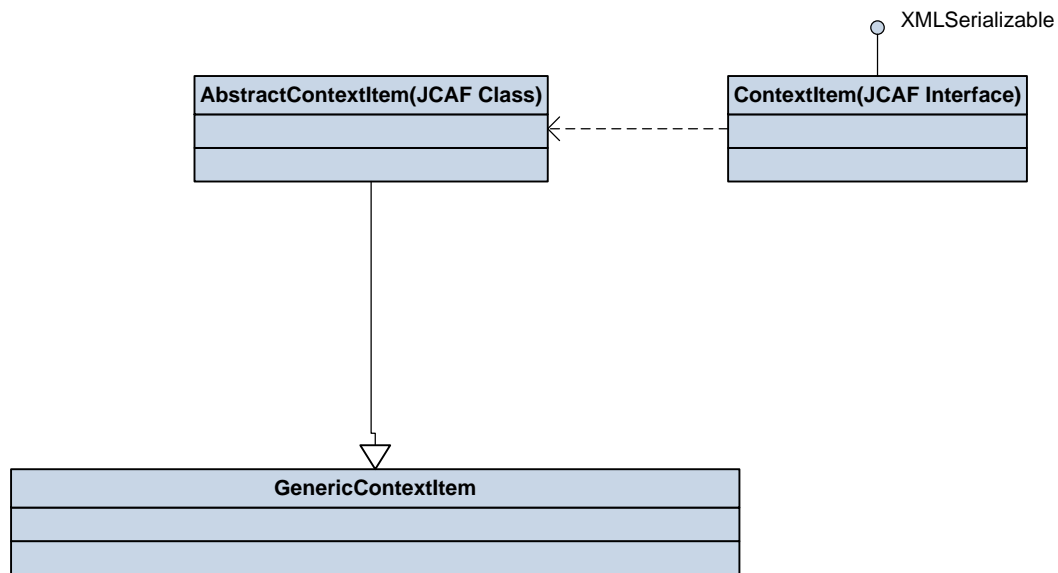 XMLSerializable
AbstractContextItem(JCAF Class)
ContextItem(JCAF Interface)
GenericContextItem